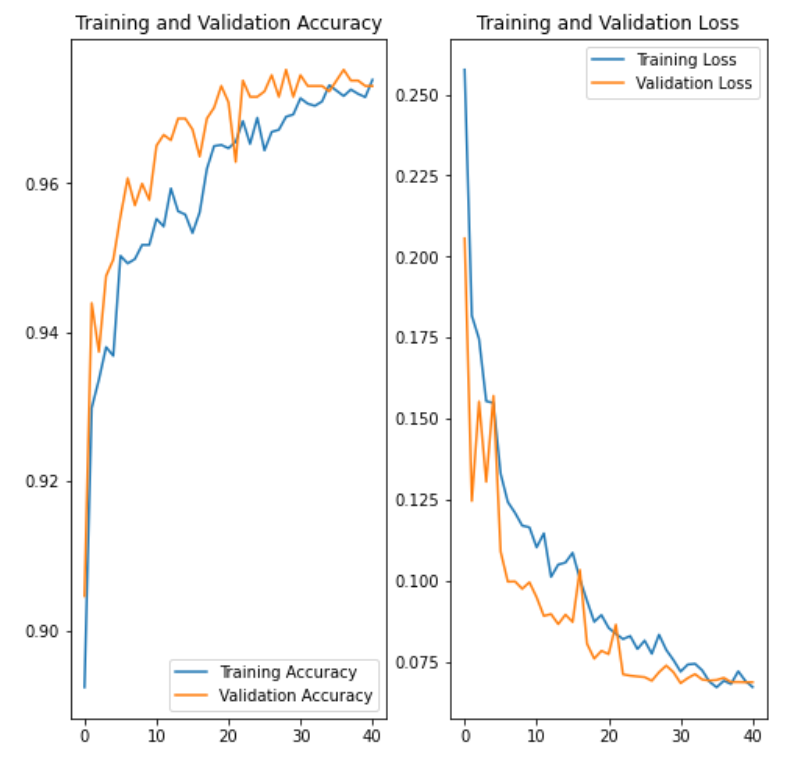 Training and Validation Accuracy
0.96
0.94
0.92
0.90
Training Accuracy
Validation Accuracy
0 10 20 30 40
Training and Validation Loss
Training Loss
Validation Loss
0.250
0.225
0.200
0.175
0.150
0.125
0.100
0.075
0 10 20 30 40